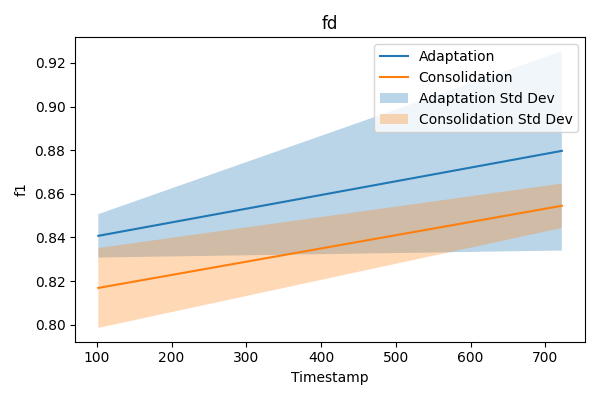 fd
Adaptation
Consolidation
Adaptation Std Dev
Consolidation Std Dev
0.92
0.90
0.88
0.86
0.84
0.82
0.80
f1
100 200 300 400 500 600 700
Timestamp